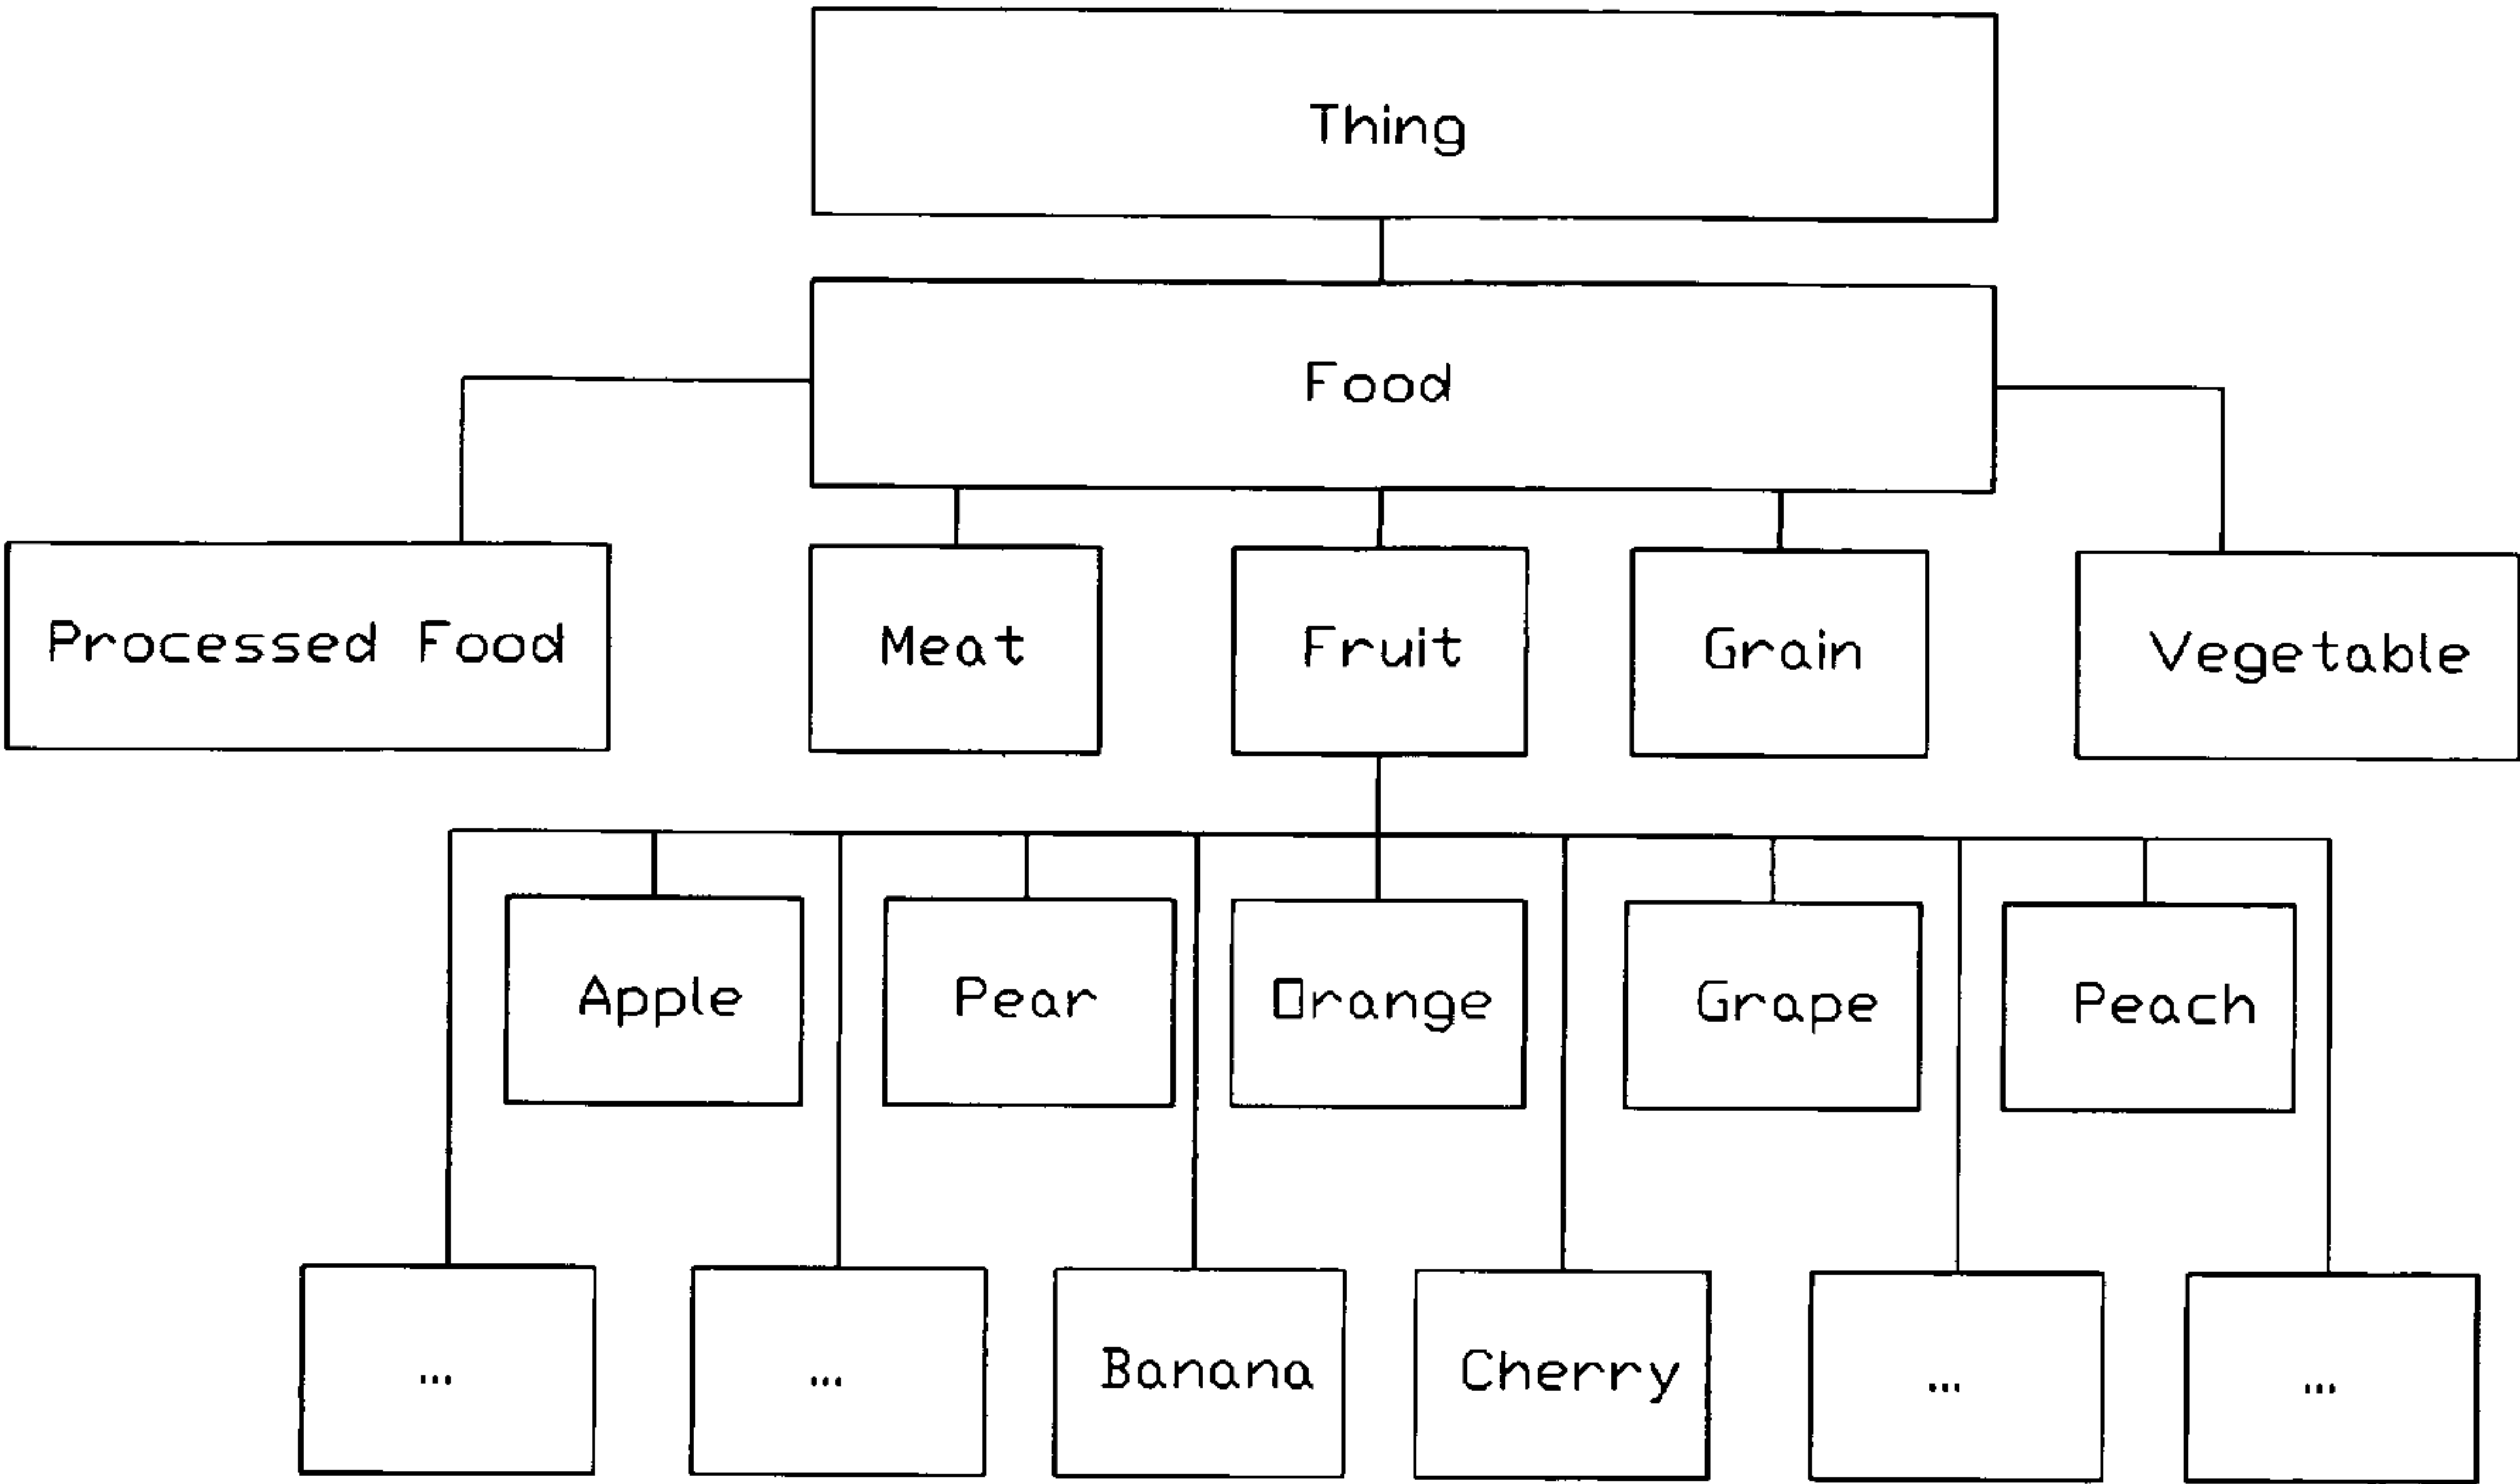 Thing
Food
Processed Food
Meat
Fruit
Grain
Vegetable
Apple
Pear
Orange
Grape
Peach
...
...
Banana
Cherry
...
...